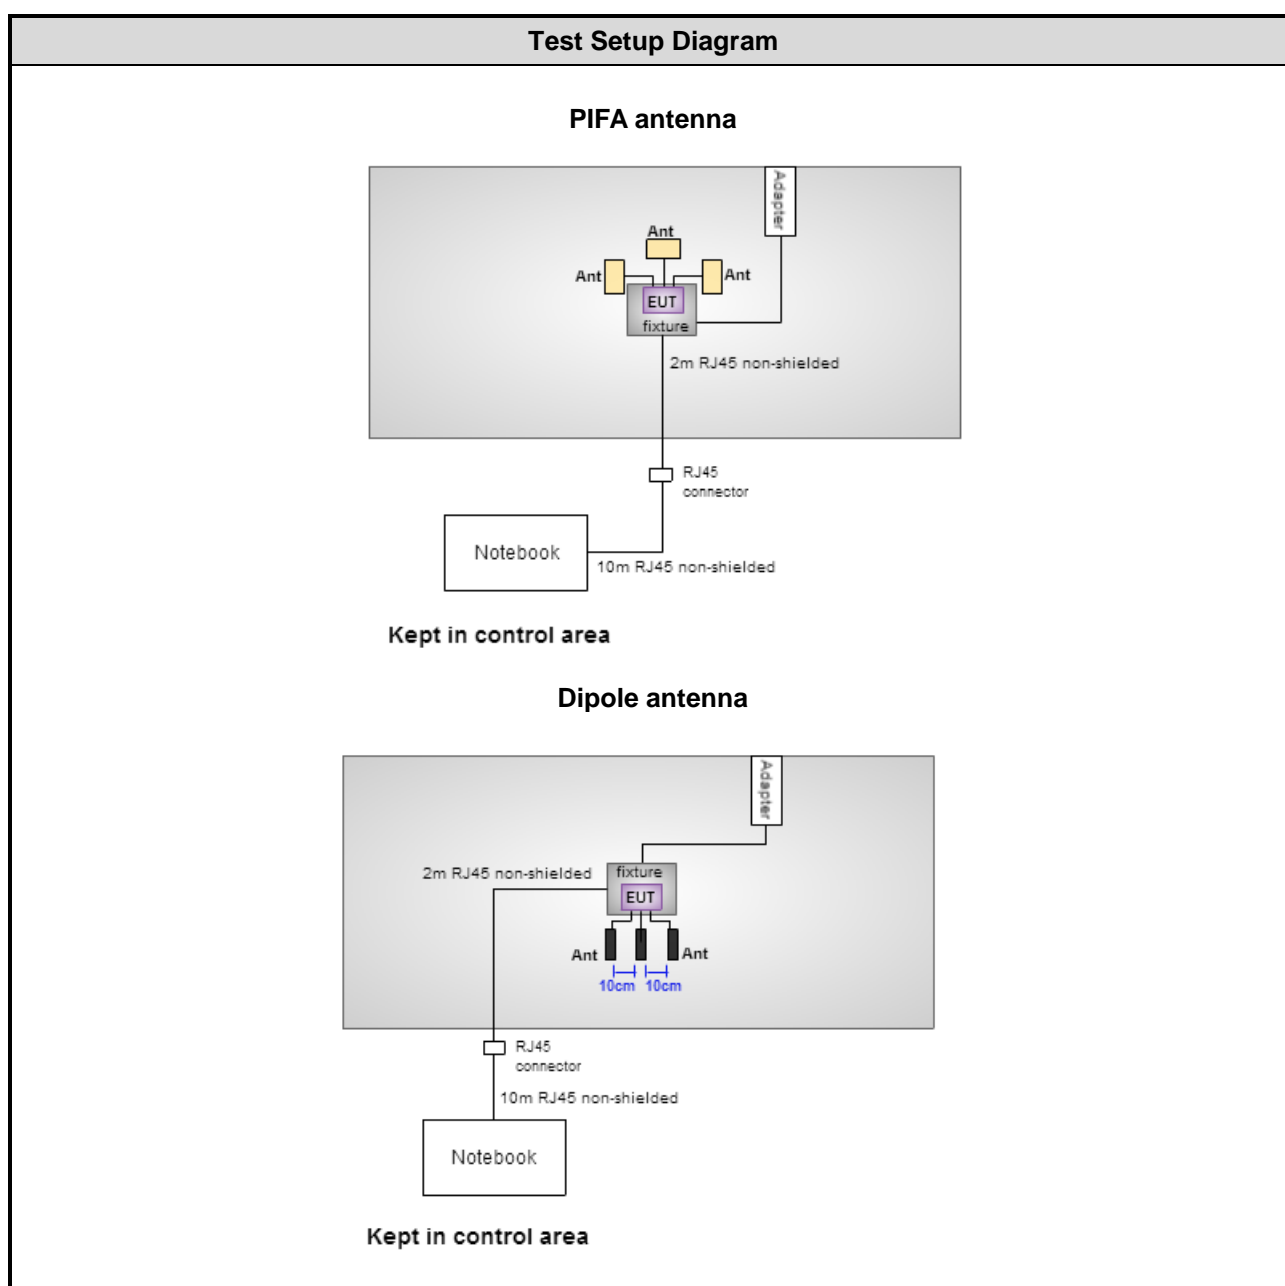 Test Setup Diagram
PIFA antenna
Adapter
Ant
Ant
Ant
EUT
fixture
2m RJ45 non-shielded
RJ45
connector
Notebook
10m RJ45 non-shielded
Kept in control area
Dipole antenna
Adapter
2m RJ45 non-shielded
fixture
EUT
Ant
Ant
10cm
10cm
RJ45
connector
10m RJ45 non-shielded
Notebook
Kept in control area